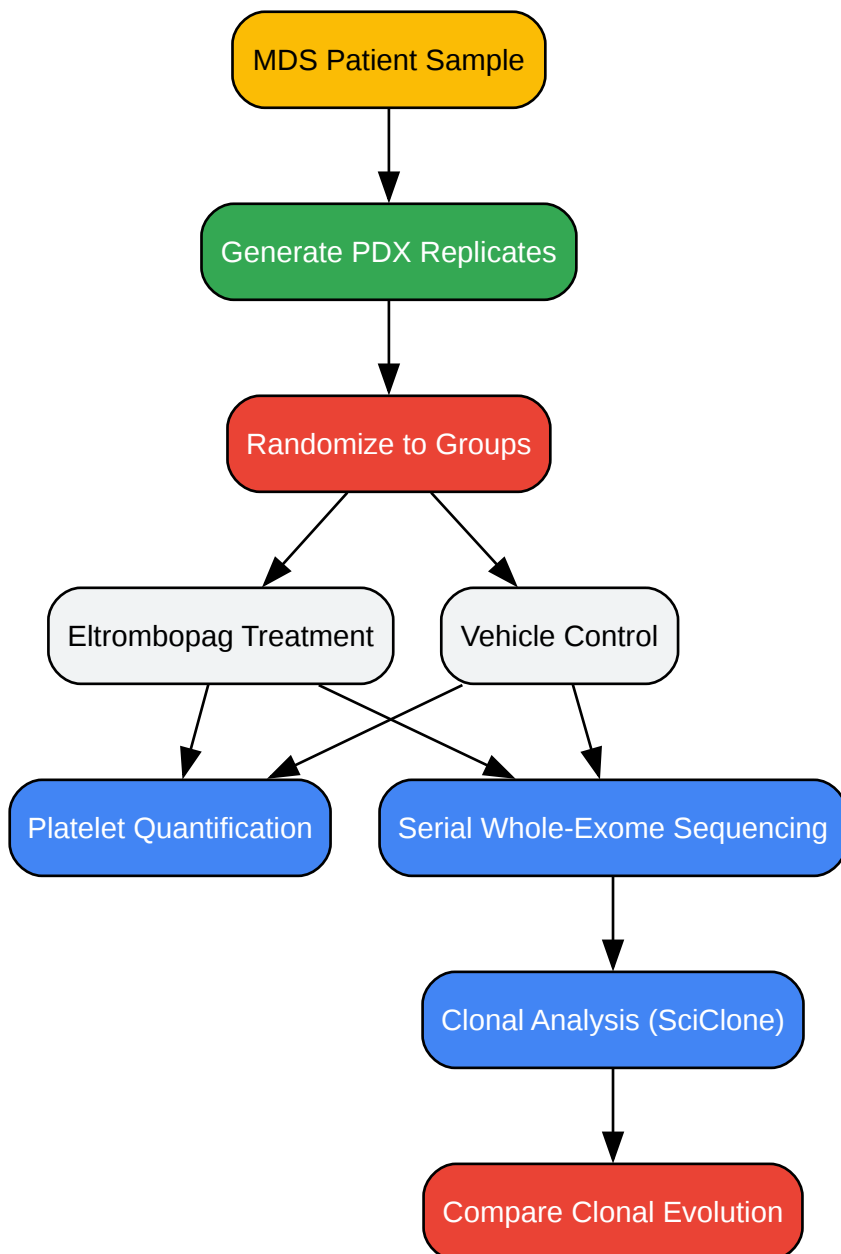 MDS Patient Sample
Generate PDX Replicates
Randomize to Groups
Eltrombopag Treatment
Vehicle Control
Platelet Quantification
Serial Whole-Exome Sequencing
Clonal Analysis (SciClone)
Compare Clonal Evolution